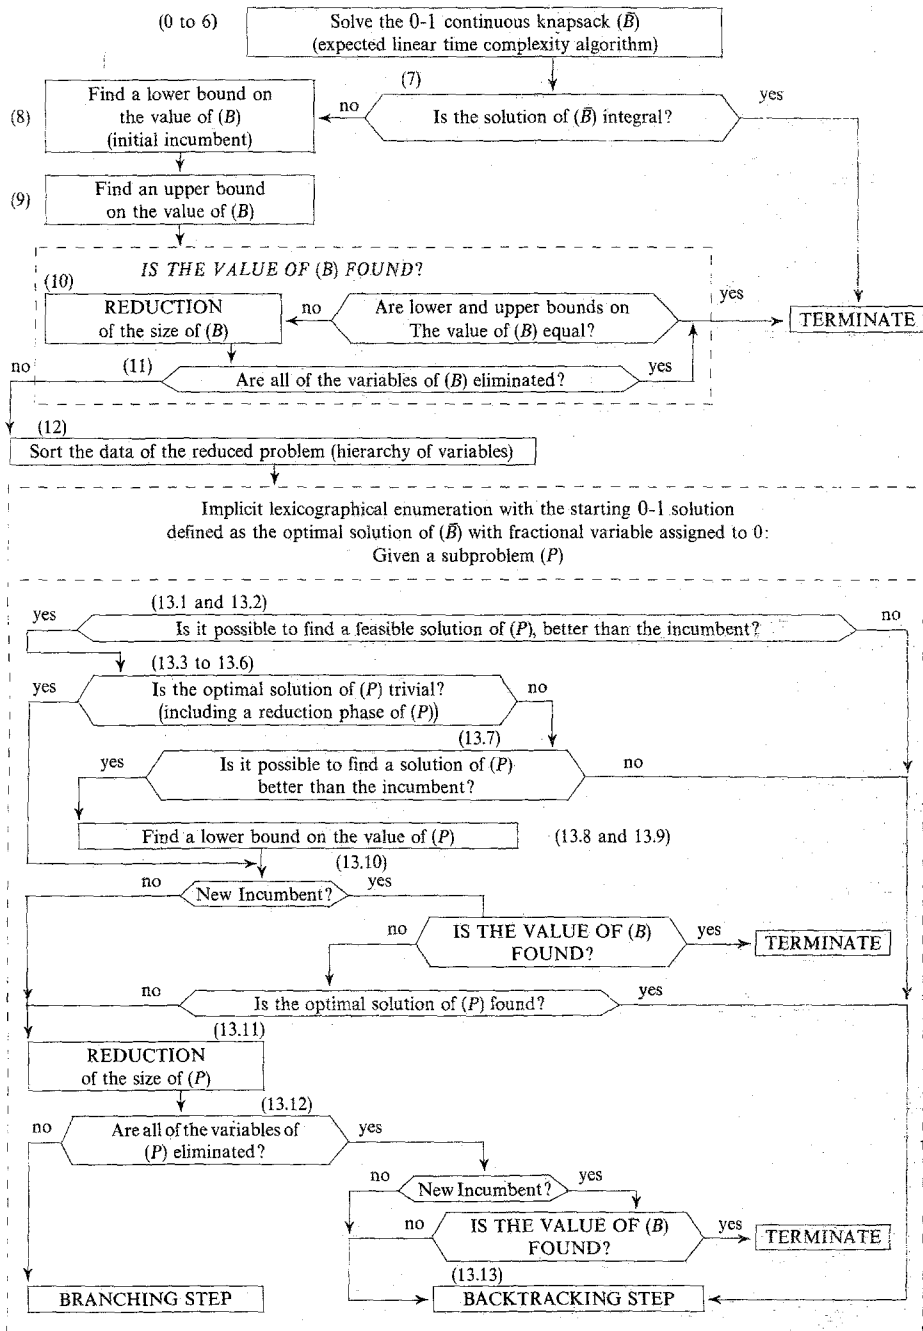 (0 to 6)
Solve the 0-1 continuous knapsack (B̄)
(expected linear time complexity algorithm)
(7)
Is the solution of (B̄) integral?
no
yes
(8)
Find a lower bound on
the value of (B)
(initial incumbent)
(9)
Find an upper bound
on the value of (B)
IS THE VALUE OF (B) FOUND?
(10)
REDUCTION
of the size of (B)
no
Are lower and upper bounds on
The value of (B) equal?
yes
TERMINATE
no
(11)
Are all of the variables of (B) eliminated?
yes
(12)
Sort the data of the reduced problem (hierarchy of variables)
Implicit lexicographical enumeration with the starting 0-1 solution
defined as the optimal solution of (B̄) with fractional variable assigned to 0:
Given a subproblem (P)
(13.1 and 13.2)
yes
Is it possible to find a feasible solution of (P), better than the incumbent?
no
(13.3 to 13.6)
yes
Is the optimal solution of (P) trivial?
(including a reduction phase of (P))
no
(13.7)
yes
Is it possible to find a solution of (P)
better than the incumbent?
no
Find a lower bound on the value of (P)
(13.8 and 13.9)
(13.10)
no
New Incumbent?
yes
no
IS THE VALUE OF (B)
FOUND?
yes
TERMINATE
no
Is the optimal solution of (P) found?
yes
(13.11)
REDUCTION
of the size of (P)
(13.12)
no
Are all of the variables of
(P) eliminated?
yes
no
New Incumbent?
yes
no
IS THE VALUE OF (B)
FOUND?
yes
TERMINATE
(13.13)
BRANCHING STEP
BACKTRACKING STEP